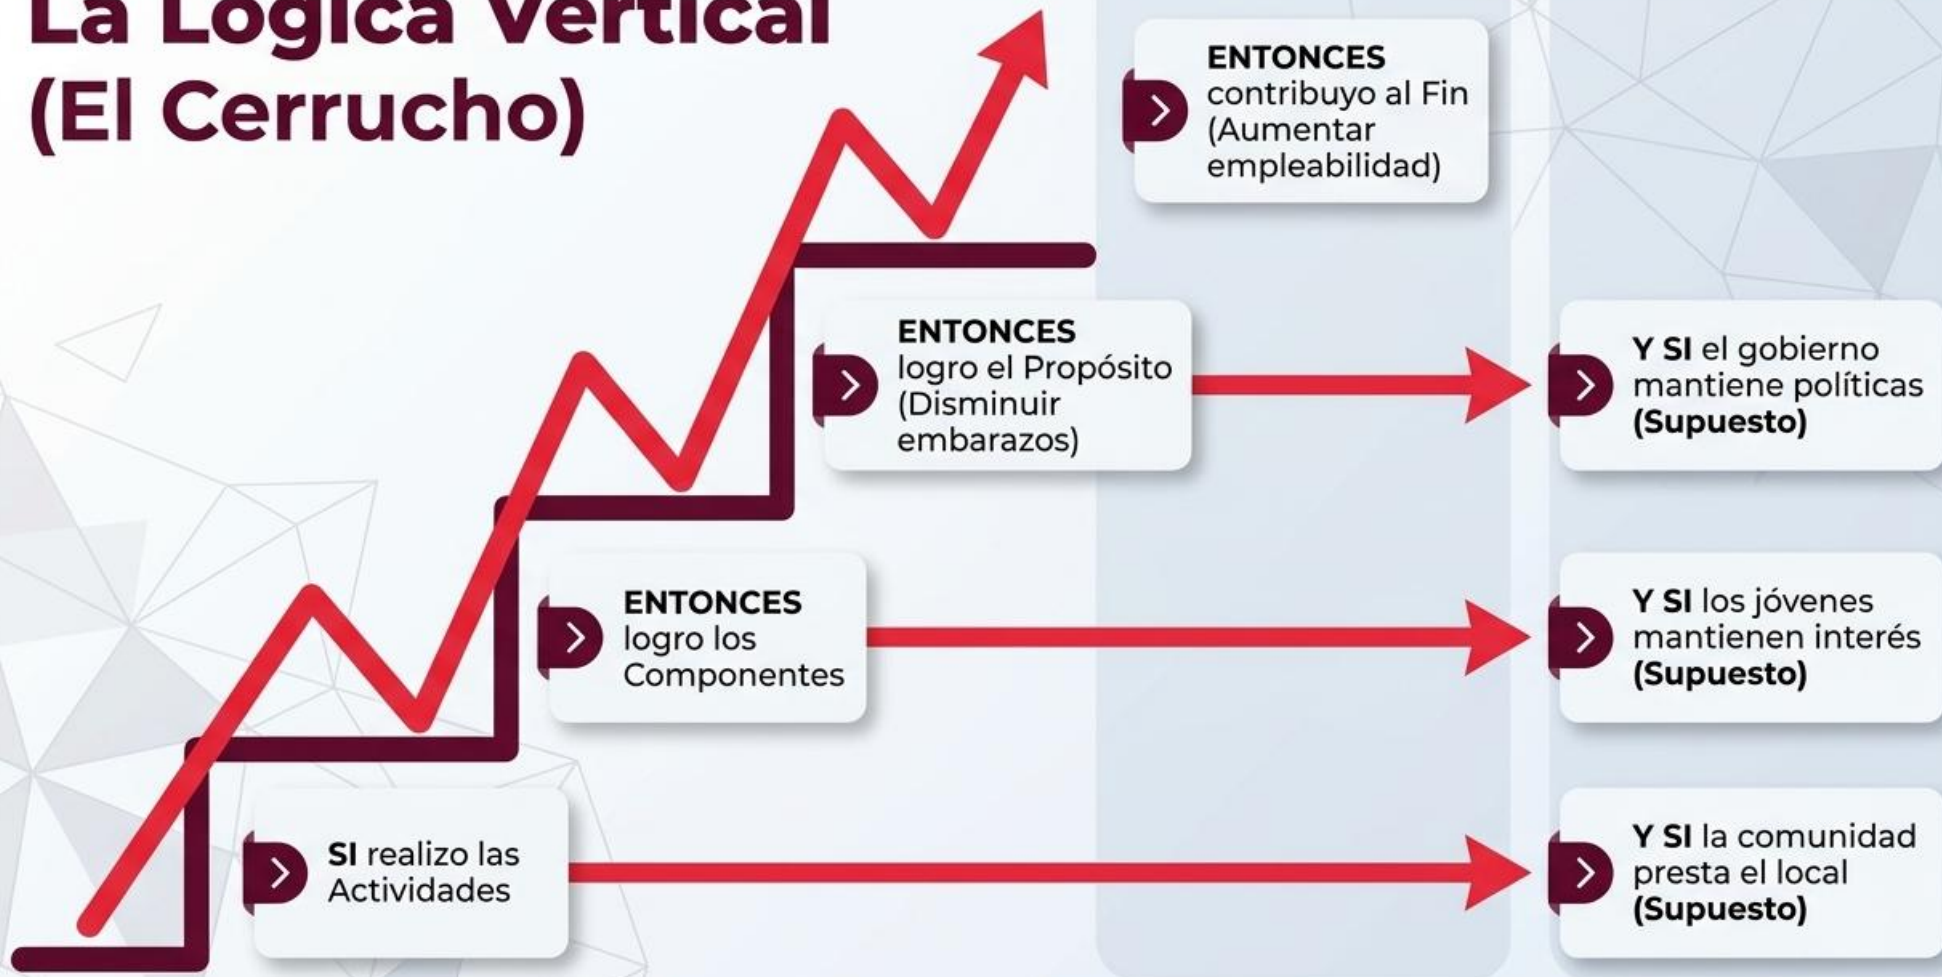 La Lógica Vertical
(El Cerrucho)
ENTONCES
contribuyo al Fin
(Aumentar
empleabilidad)
ENTONCES
logro el Propósito
(Disminuir
embarazos)
Y SI el gobierno
mantiene políticas
(Supuesto)
ENTONCES
logro los
Componentes
Y SI los jóvenes
mantienen interés
(Supuesto)
SI realizo las
Actividades
Y SI la comunidad
presta el local
(Supuesto)